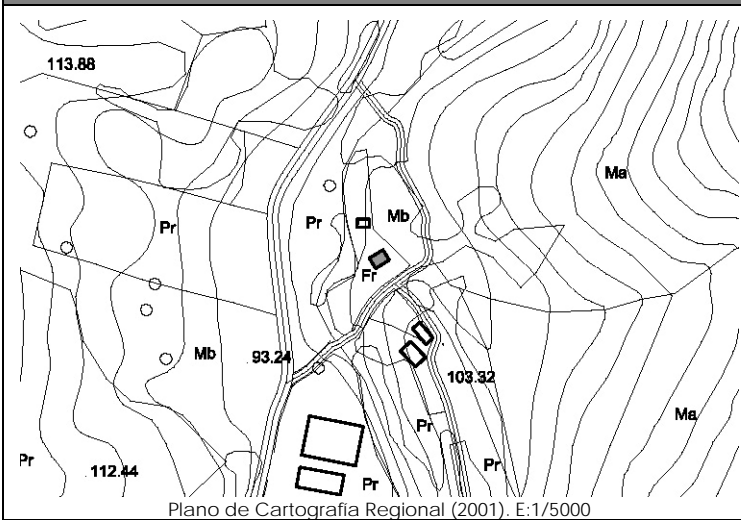 113.88
Ma
Pr
Mb
Pr
Fr
Mb
93.24
103.32
Ma
Pr
Pr
112.44
Pr
Pr
Plano de Cartografía Regional (2001). E:1/5000